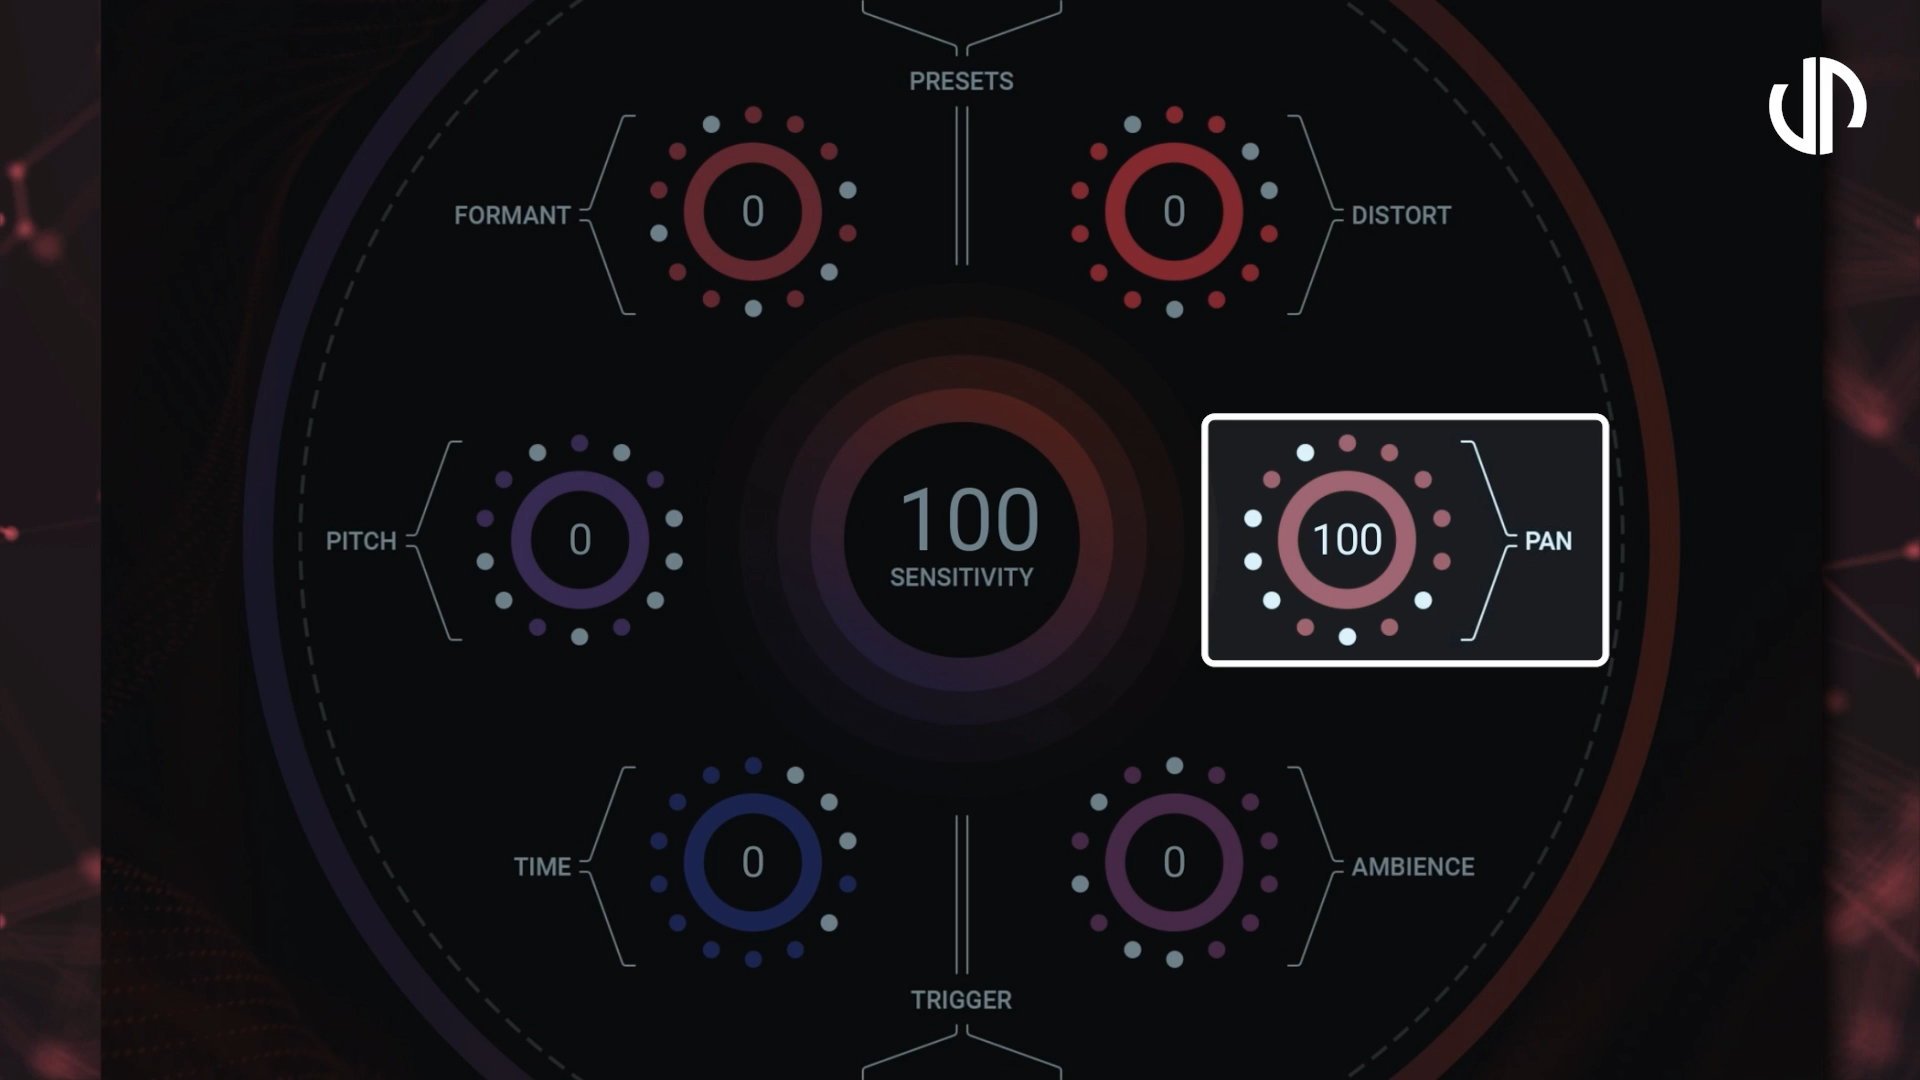 PRESETS
FORMANT
0
0
DISTORT
PITCH
0
100
SENSITIVITY
100
PAN
TIME
0
0
AMBIENCE
TRIGGER